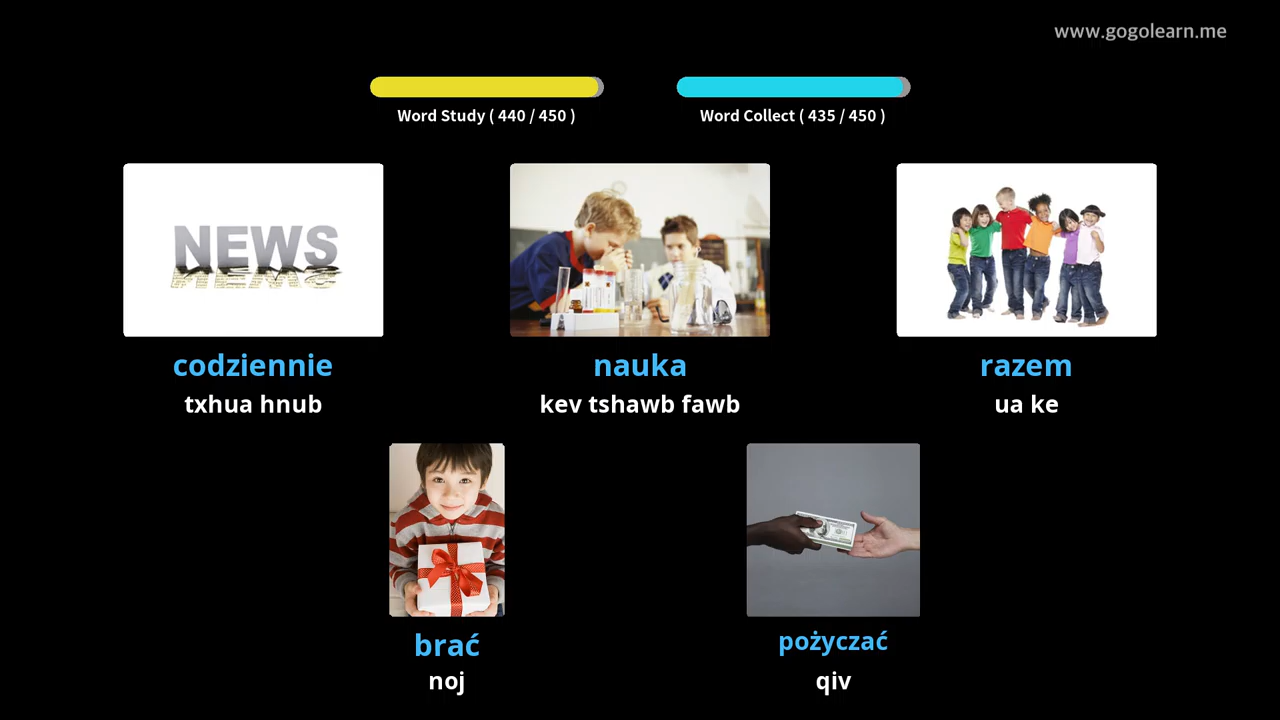 www.gogolearn.me
Word Study ( 440 / 450 )
Word Collect ( 435 / 450 )
NEWS
codziennie
nauka
razem
txhua hnub
kev tshawb fawb
ua ke
brać
pożyczać
noj
qiv